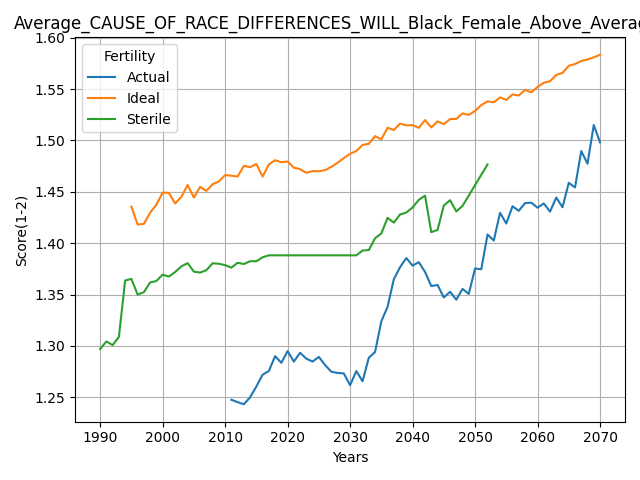 Average_CAUSE_OF_RACE_DIFFERENCES_WILL_Black_Female_Above_Averag
Fertility
Actual
Ideal
Sterile
1.60
1.55
1.50
1.45
1.40
1.35
1.30
1.25
Score(1-2)
1990 2000 2010 2020 2030 2040 2050 2060 2070
Years